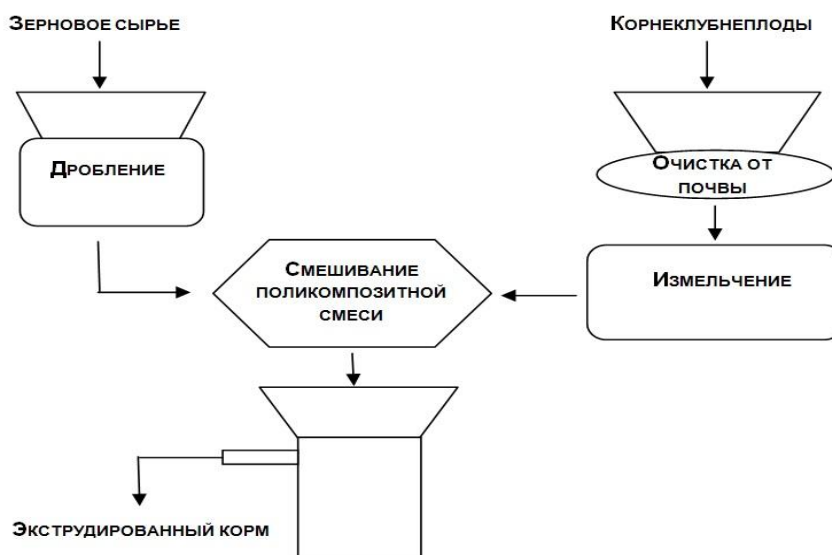 Зерновое сырье
Корнеклубнеплоды
Дробление
Очистка от
почвы
Смешивание
поликомпозитной
смеси
Измельчение
Экструдированный корм